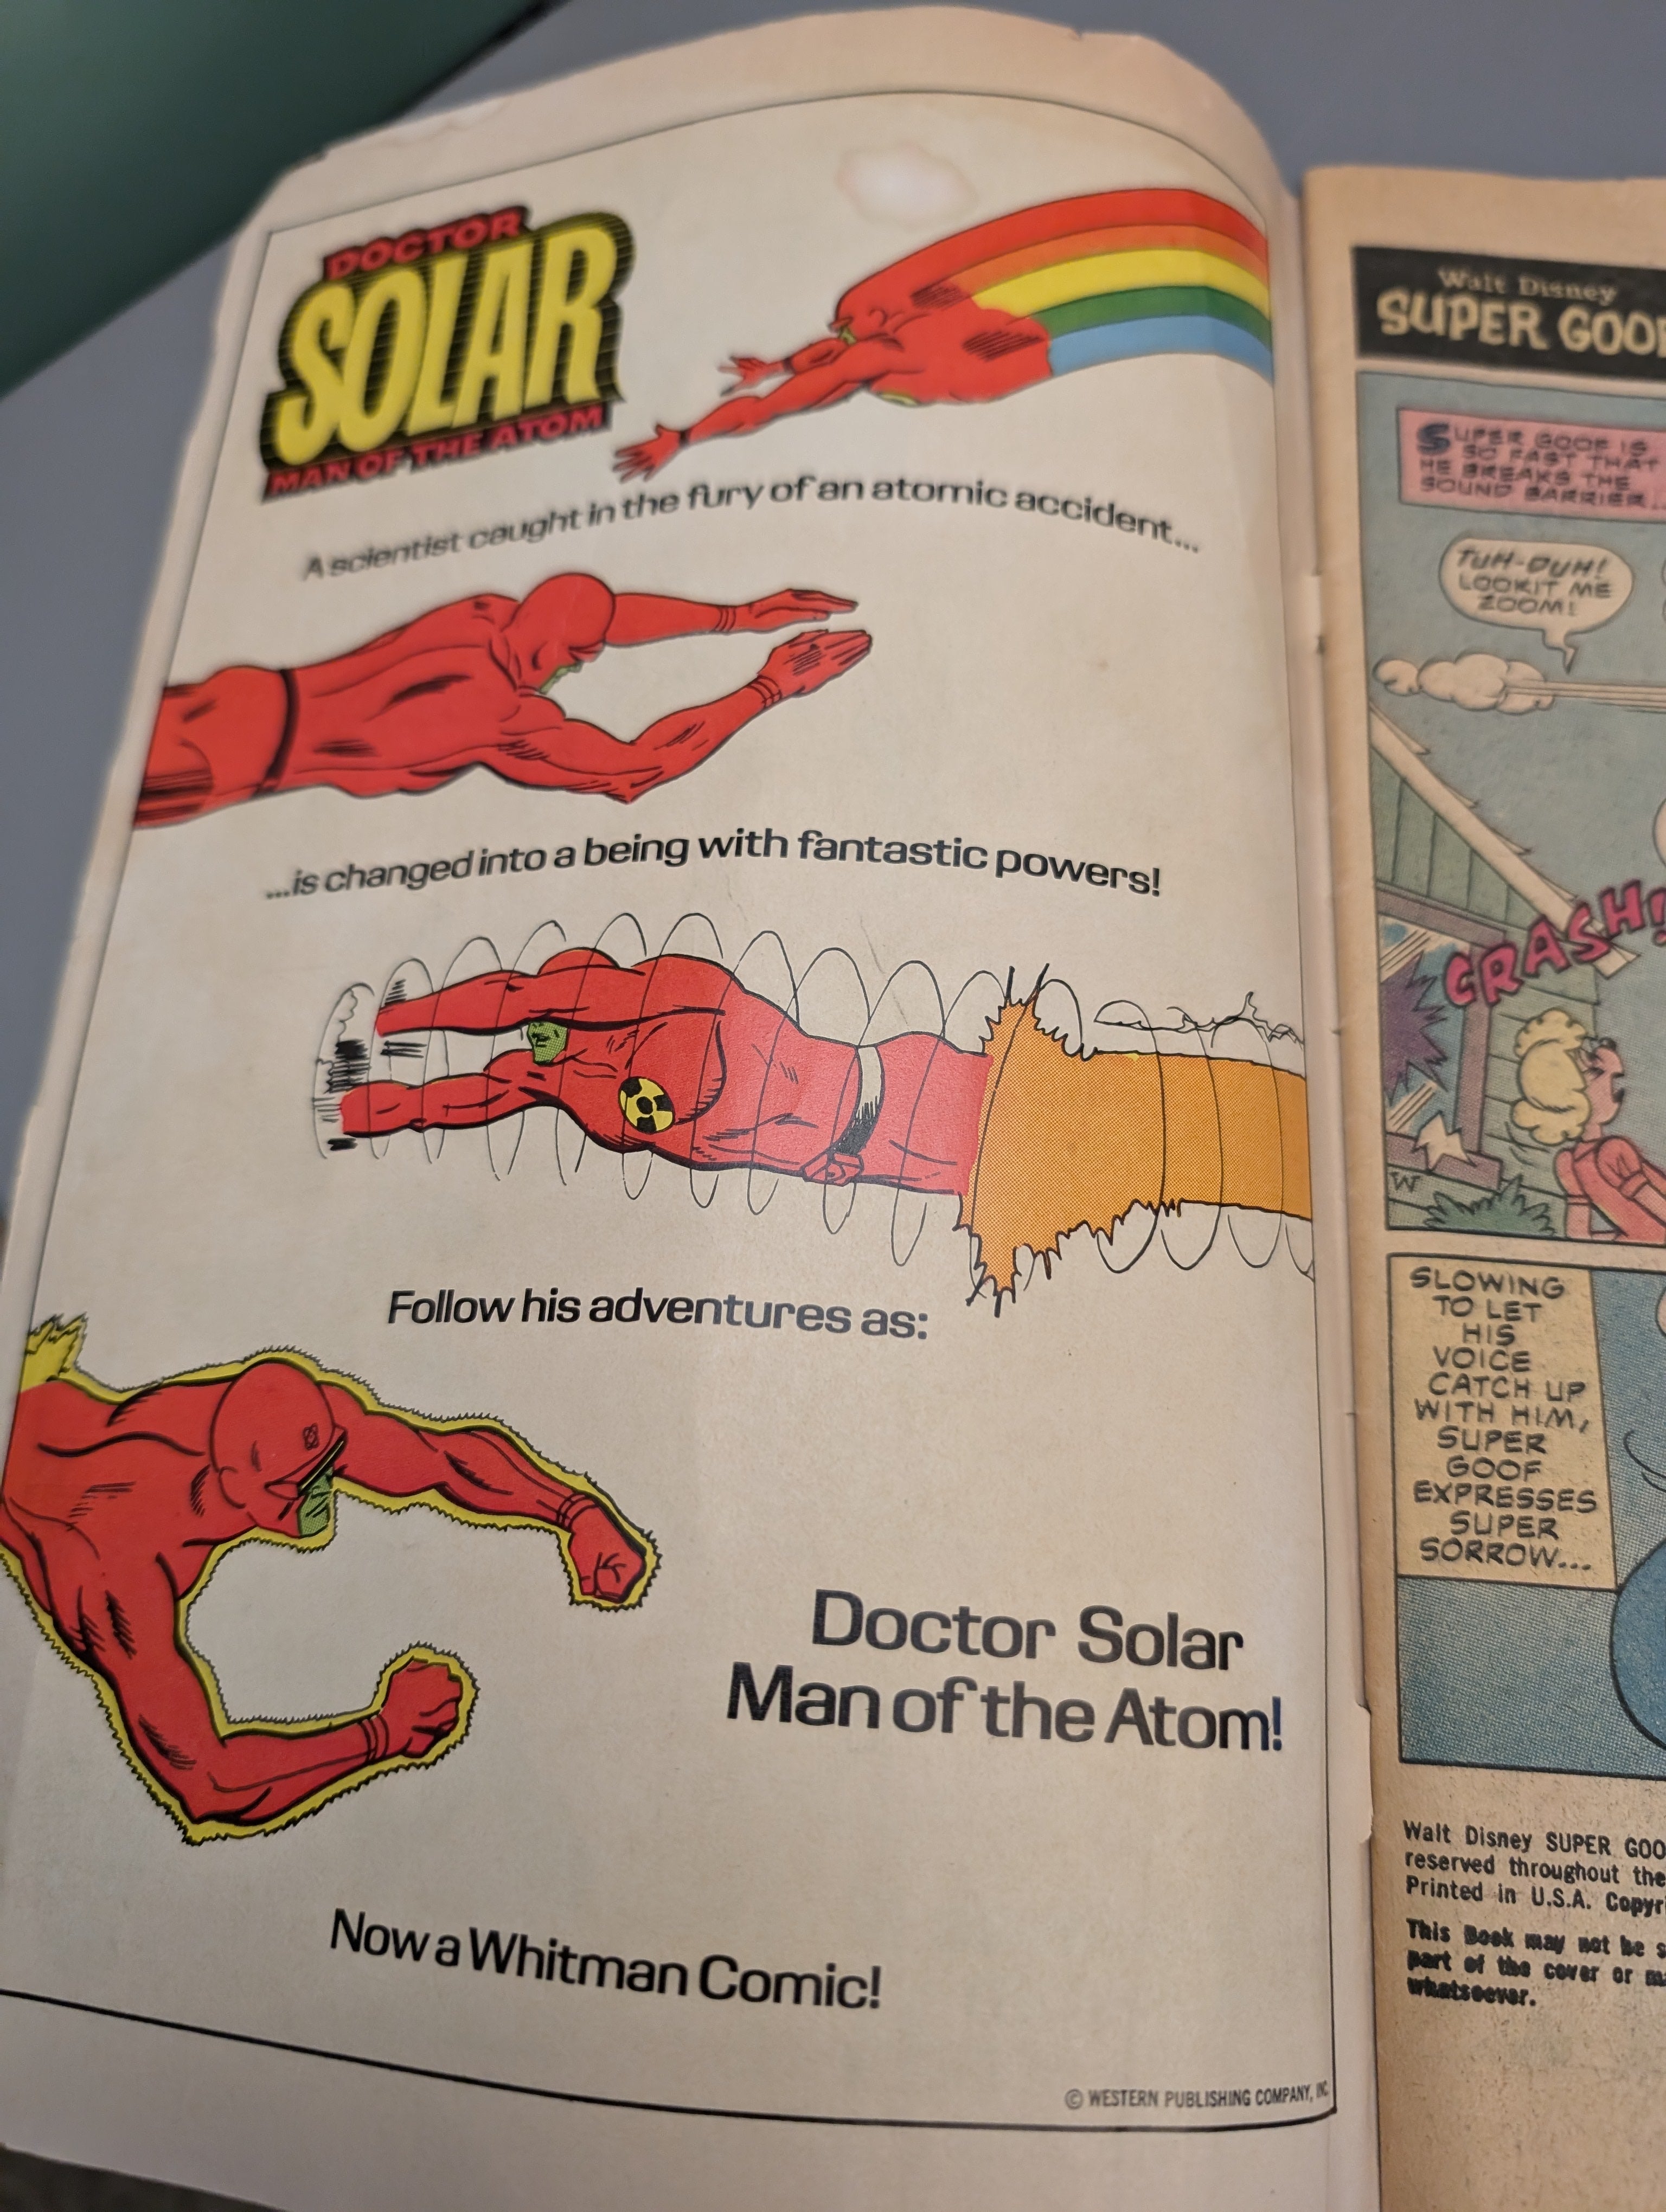 DOCTOR
SOLAR
MAN OF THE ATOM
A scientist caught in the fury of an atomic accident...
...is changed into a being with fantastic powers!
Follow his adventures as:
Doctor Solar
Man of the Atom!
Now a Whitman Comic!
© WESTERN PUBLISHING COMPANY, INC.
Walt Disney
SUPER GOOF
SUPER GOOF IS
SO FAST THAT
HE BREAKS THE
SOUND BARRIER...
TUH-DUH!
LOOKIT ME
ZOOM!
CRASH!
W
SLOWING
TO LET
HIS
VOICE
CATCH UP
WITH HIM,
SUPER
GOOF
EXPRESSES
SUPER
SORROW...
Walt Disney SUPER GOO
reserved throughout the
Printed in U.S.A. Copyri
This Book may not be s
part of the cover or ma
whatsoever.